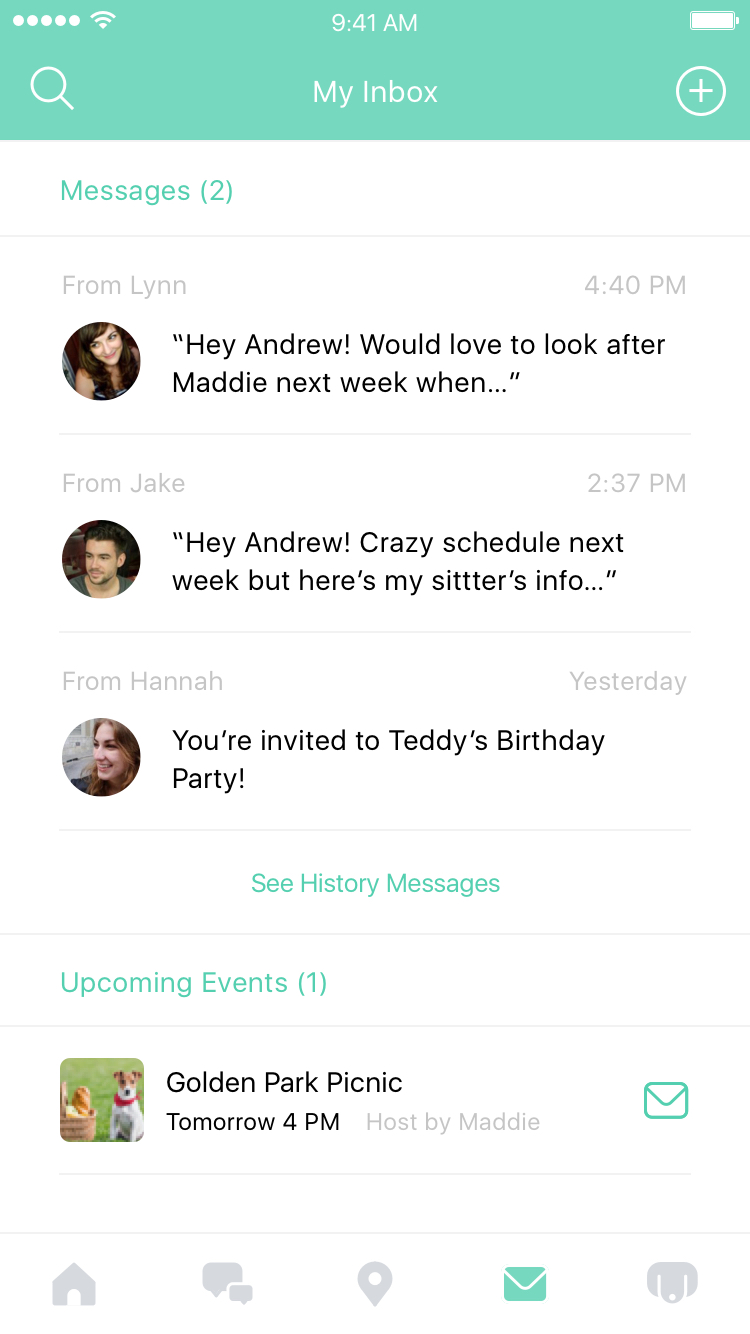 9:41 AM
My Inbox
Messages (2)
From Lynn 4:40 PM
“Hey Andrew! Would love to look after
Maddie next week when...”
From Jake 2:37 PM
“Hey Andrew! Crazy schedule next
week but here’s my sittter’s info...”
From Hannah Yesterday
You’re invited to Teddy’s Birthday
Party!
See History Messages
Upcoming Events (1)
Golden Park Picnic
Tomorrow 4 PM Host by Maddie